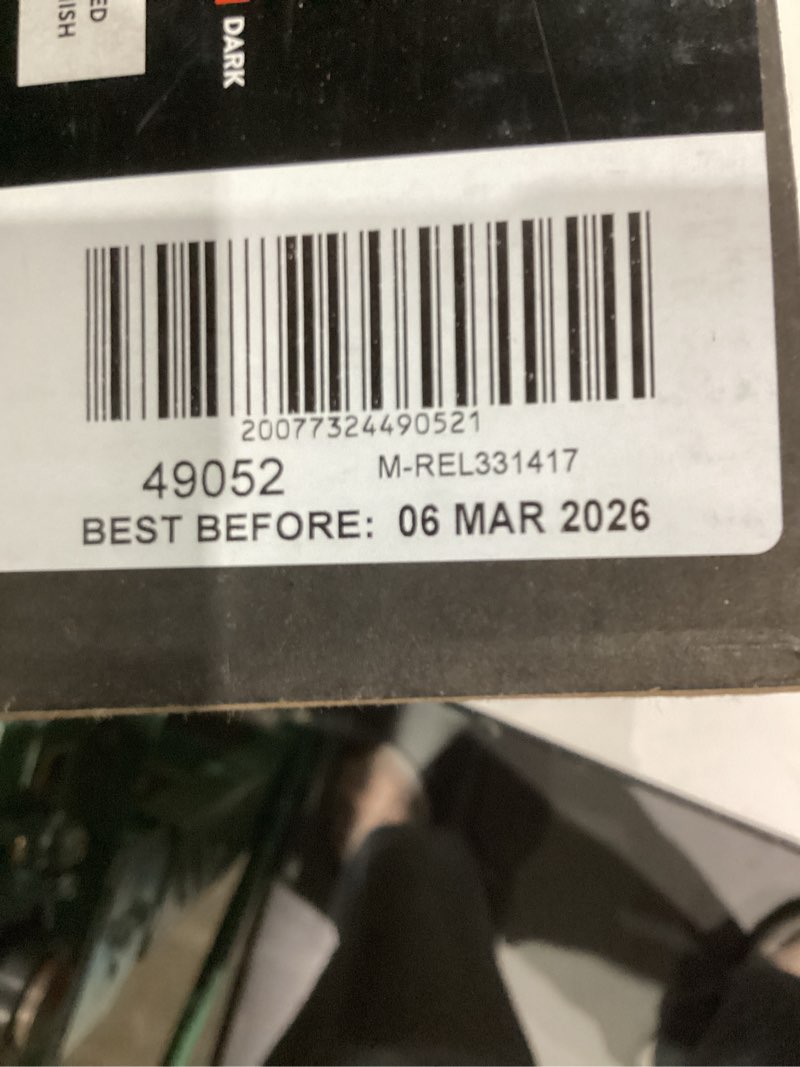 DARK
20077324490521
49052 M-REL331417
BEST BEFORE: 06 MAR 2026